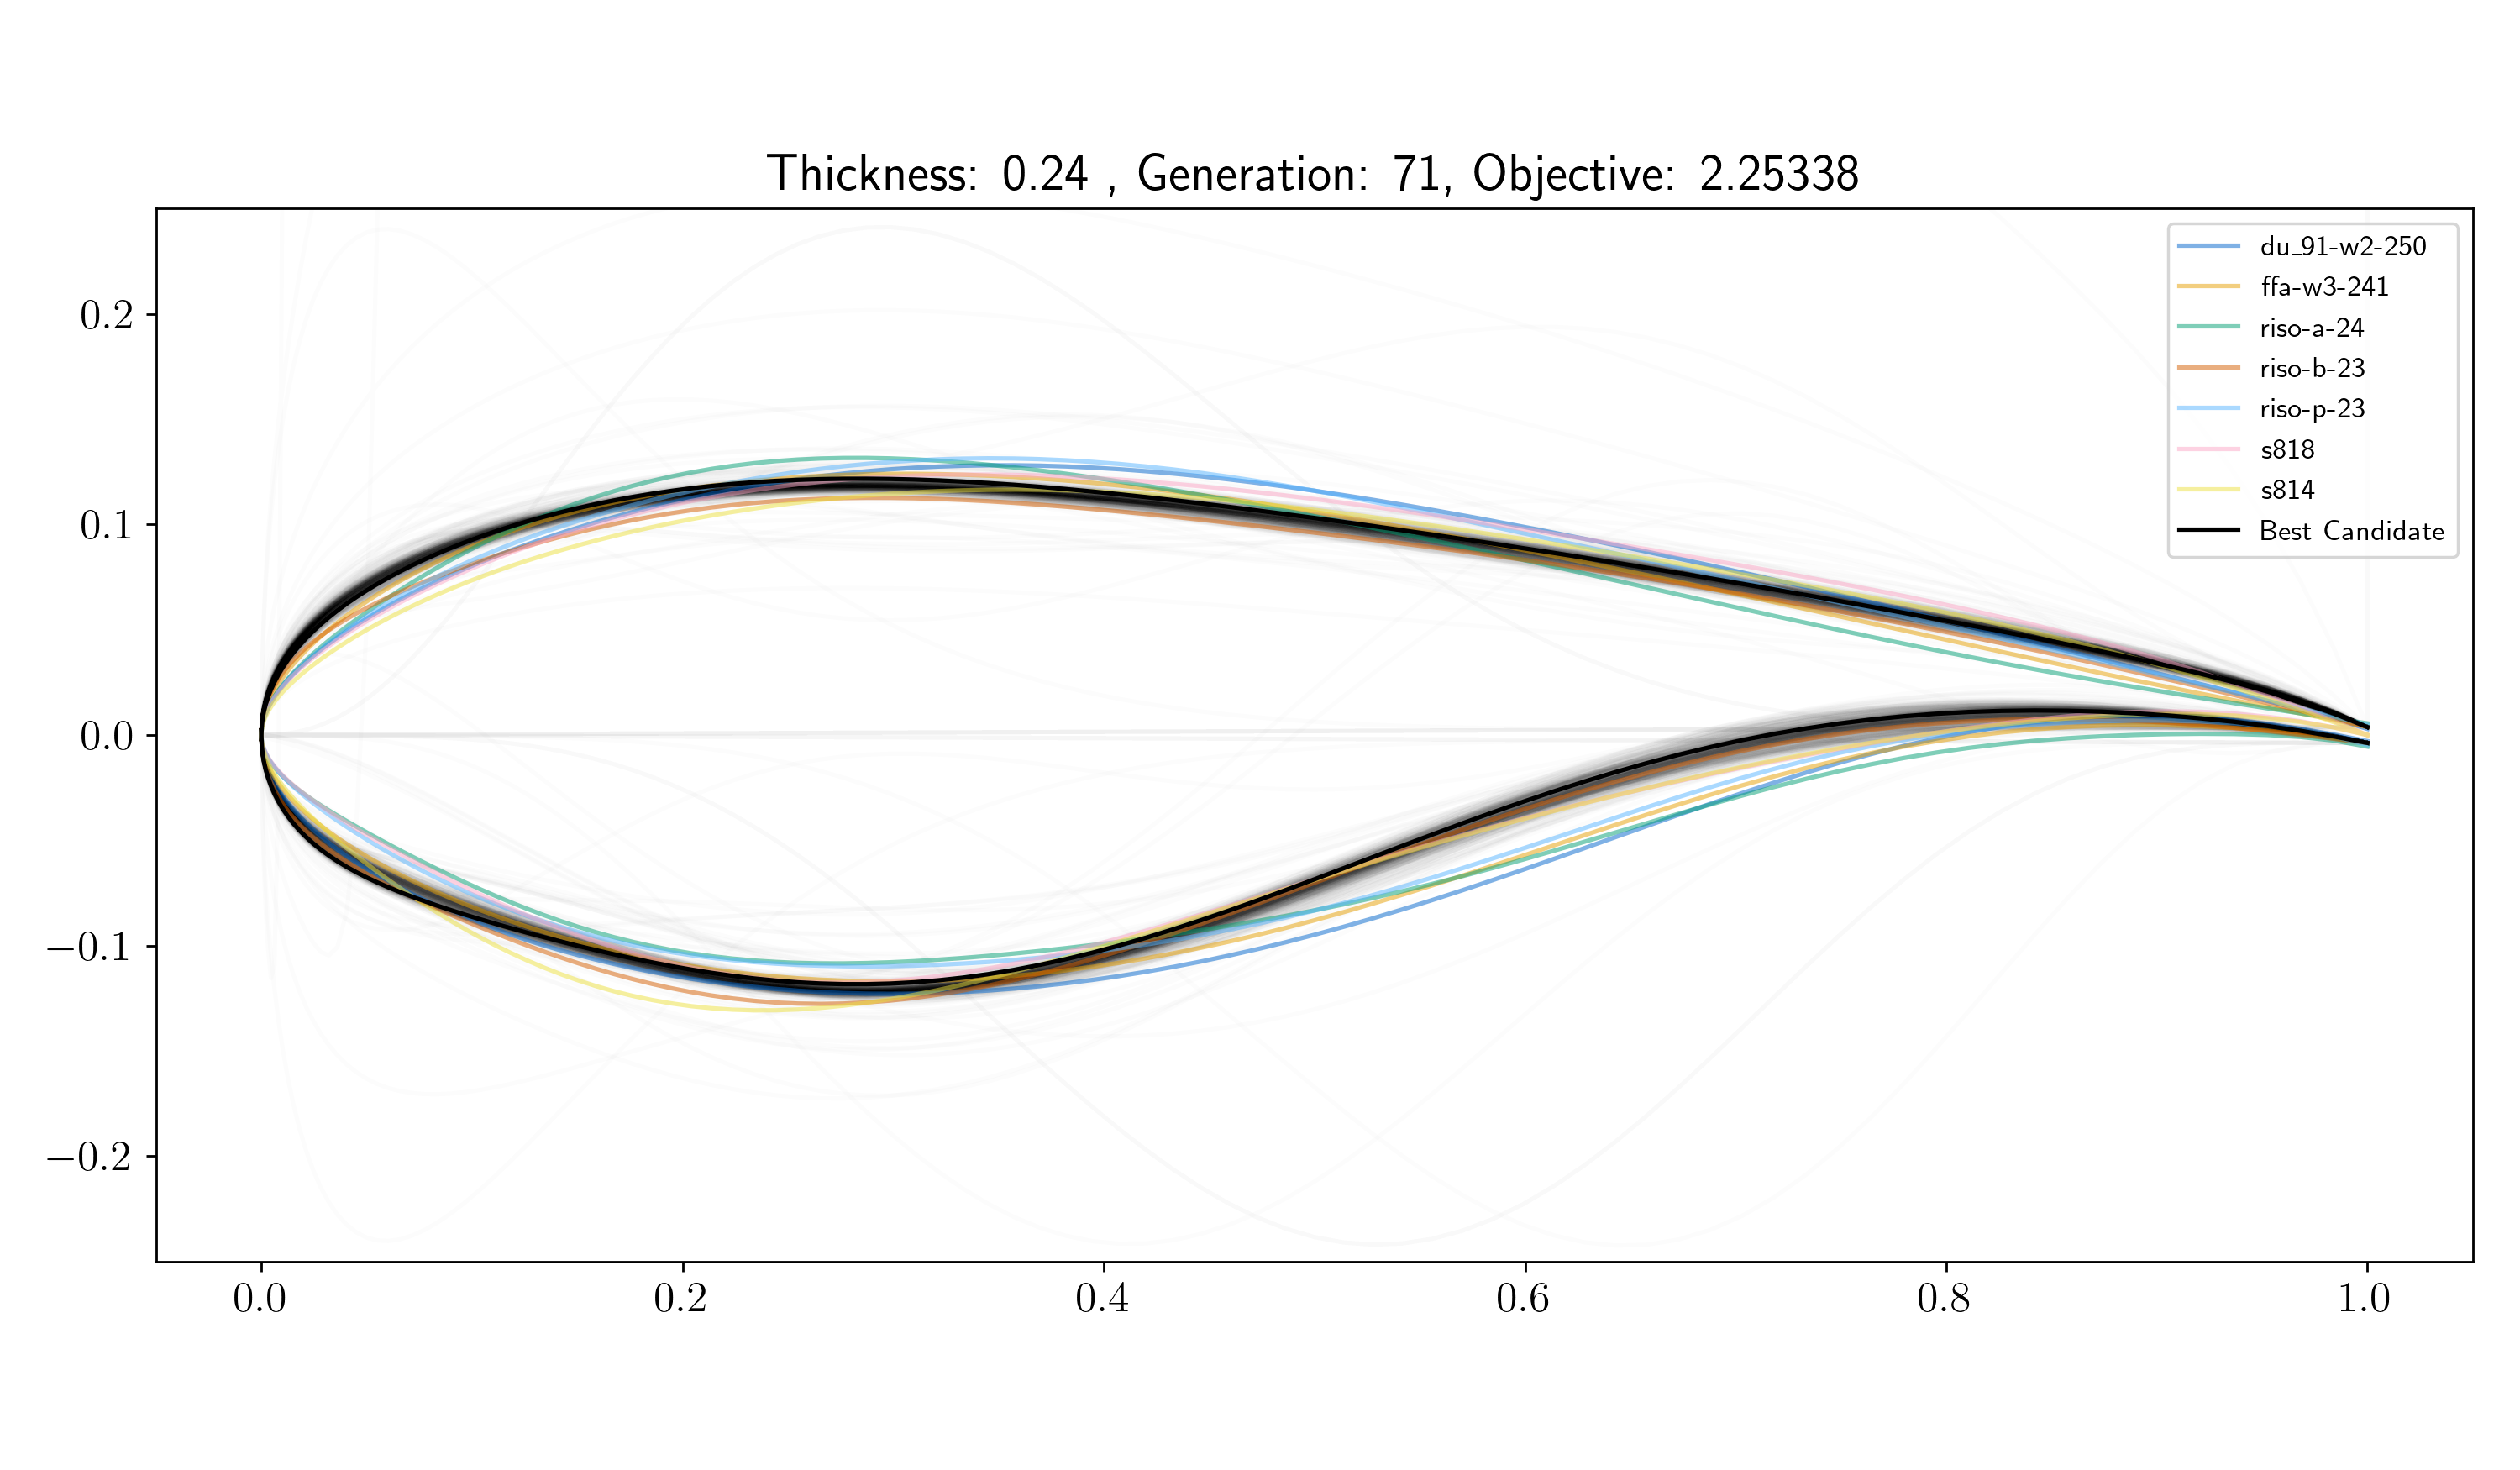 Thickness: 0.24 , Generation: 71, Objective: 2.25338
du_91-w2-250
ffa-w3-241
riso-a-24
riso-b-23
riso-p-23
s818
s814
Best Candidate
0.2
0.1
0.0
−0.1
−0.2
0.0 0.2 0.4 0.6 0.8 1.0